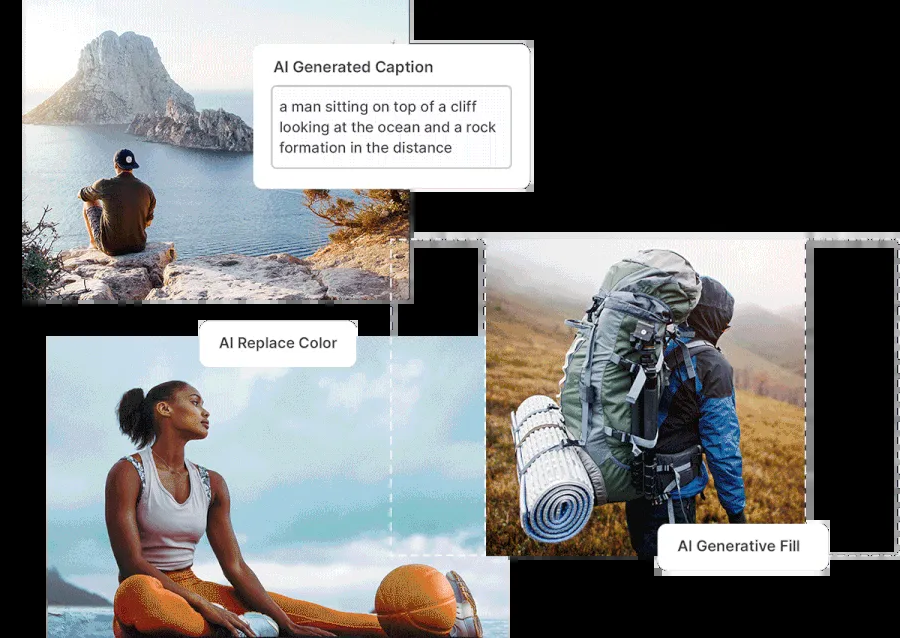 AI Generated Caption
a man sitting on top of a cliff
looking at the ocean and a rock
formation in the distance
AI Replace Color
AI Generative Fill